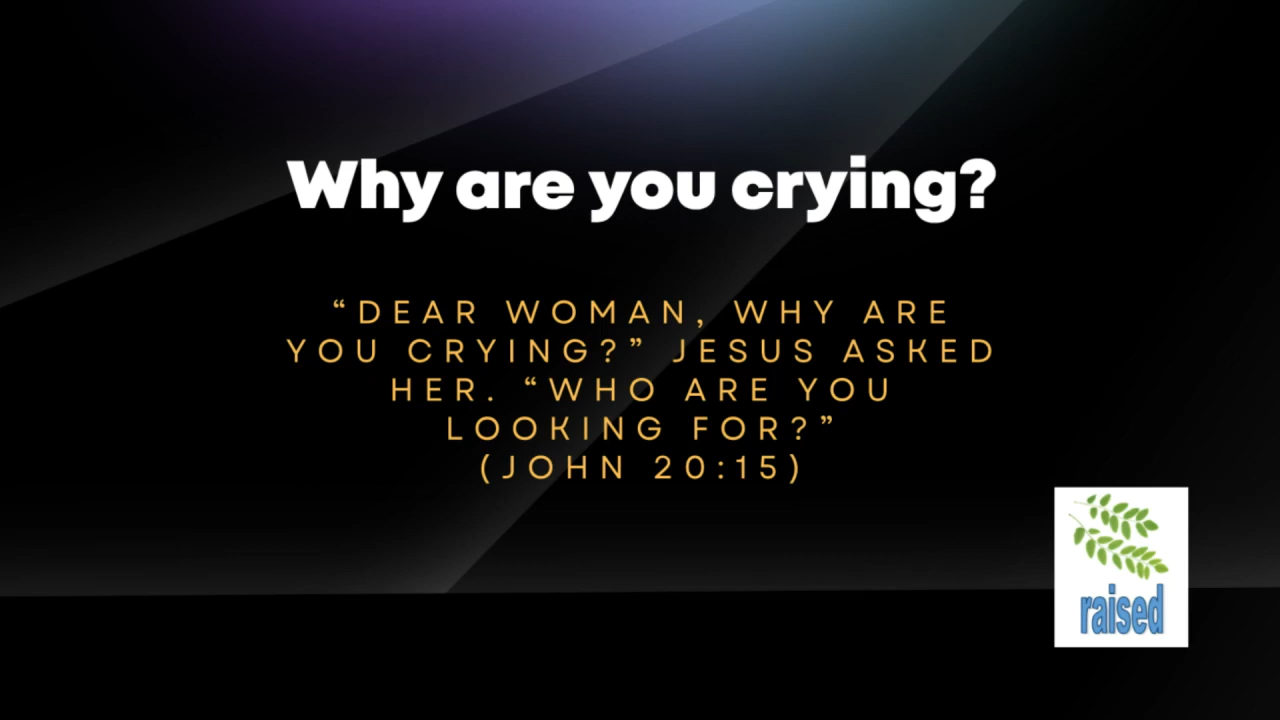 Why are you crying?
“DEAR WOMAN, WHY ARE
YOU CRYING?” JESUS ASKED
HER. “WHO ARE YOU
LOOKING FOR?”
(JOHN 20:15)
raised